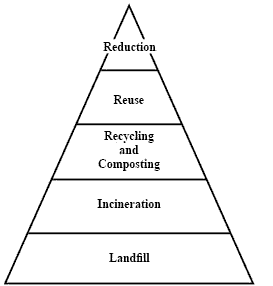 Reduction
Reuse
Recycling
and
Composting
Incineration
Landfill